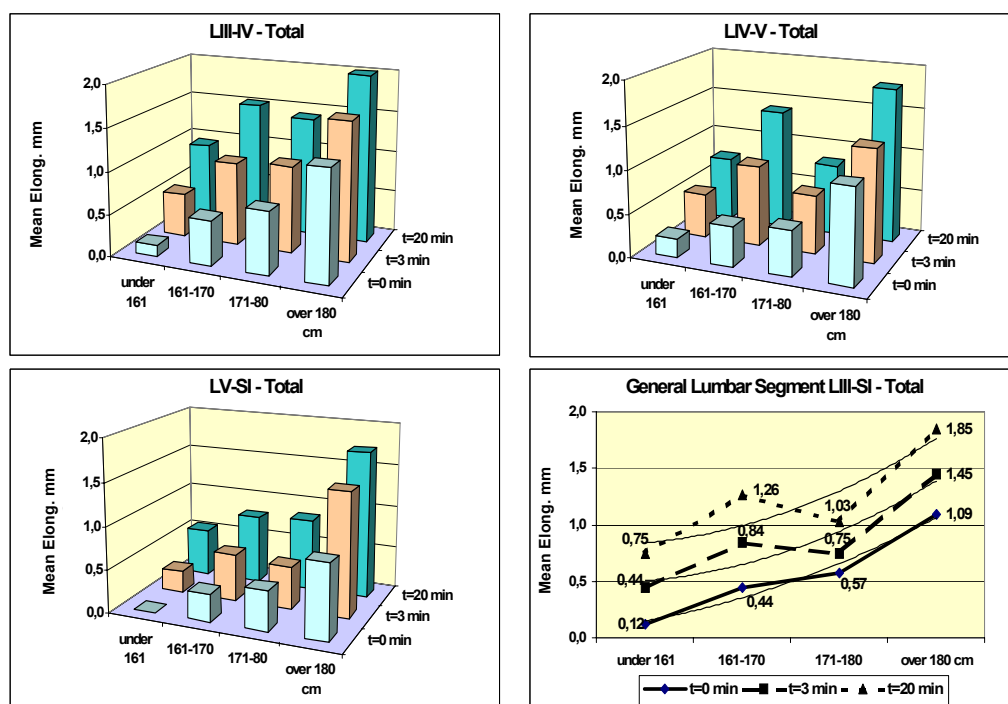 LIII-IV - Total
Mean Elong. mm
2,0
1,5
1,0
0,5
0,0
under
161
161-170
171-80
over 180
cm
t=20 min
t=3 min
t=0 min
LIV-V - Total
Mean Elong. mm
2,0
1,5
1,0
0,5
0,0
under
161
161-170
171-80
over 180
cm
t=20 min
t=3 min
t=0 min
LV-SI - Total
Mean Elong. mm
2,0
1,5
1,0
0,5
0,0
under
161
161-170
171-80
over 180
cm
t=20 min
t=3 min
t=0 min
General Lumbar Segment LIII-SI - Total
Mean Elong. mm
2,0
1,5
1,0
0,5
0,0
0,75
1,26
1,03
1,85
0,44
0,84
0,75
1,45
0,12
0,44
0,57
1,09
under 161
161-170
171-180
over 180 cm
t=0 min
t=3 min
t=20 min